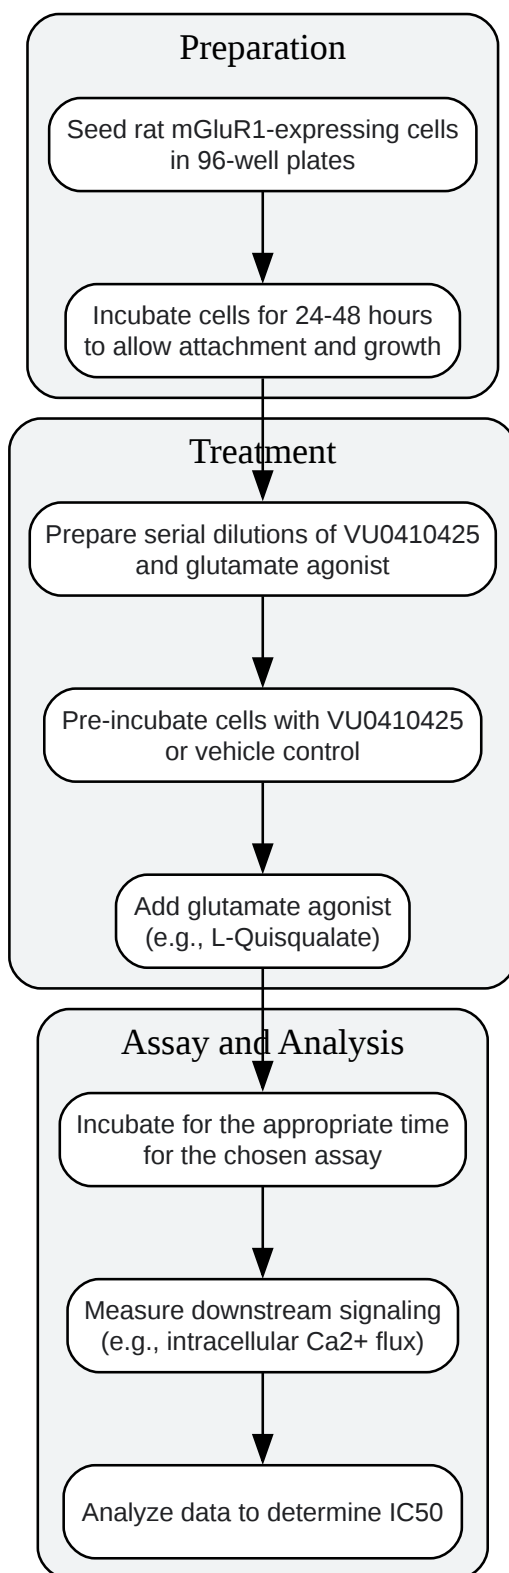 Preparation
Seed rat mGluR1-expressing cells
in 96-well plates
Incubate cells for 24-48 hours
to allow attachment and growth
Treatment
Prepare serial dilutions of VU0410425
and glutamate agonist
Pre-incubate cells with VU0410425
or vehicle control
Add glutamate agonist
(e.g., L-Quisqualate)
Assay and Analysis
Incubate for the appropriate time
for the chosen assay
Measure downstream signaling
(e.g., intracellular Ca2+ flux)
Analyze data to determine IC50